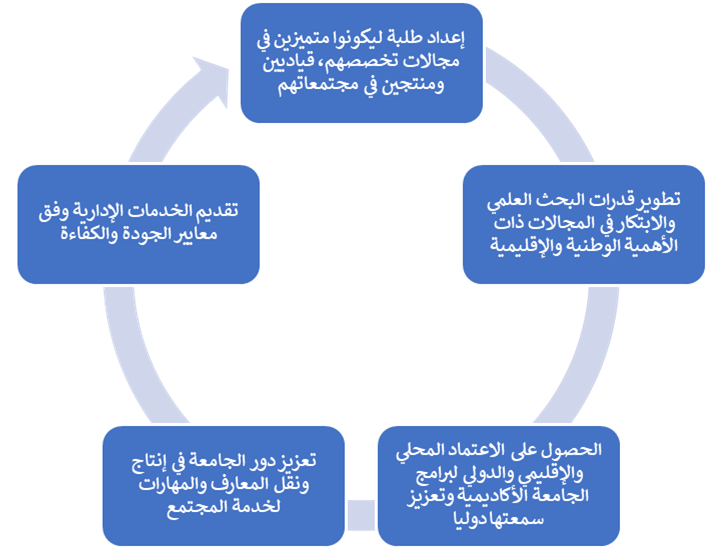 إعداد طلبة ليكونوا متميزين في
مجالات تخصصهم، قياديين
ومنتجين في مجتمعاتهم
تطوير قدرات البحث العلمي
والابتكار في المجالات ذات
الأهمية الوطنية والإقليمية
الحصول على الاعتماد المحلي
والإقليمي والدولي لبرامج
الجامعة الأكاديمية وتعزيز
سمعتها دوليا
تعزيز دور الجامعة في إنتاج
ونقل المعارف والمهارات
لخدمة المجتمع
تقديم الخدمات الإدارية وفق
معايير الجودة والكفاءة